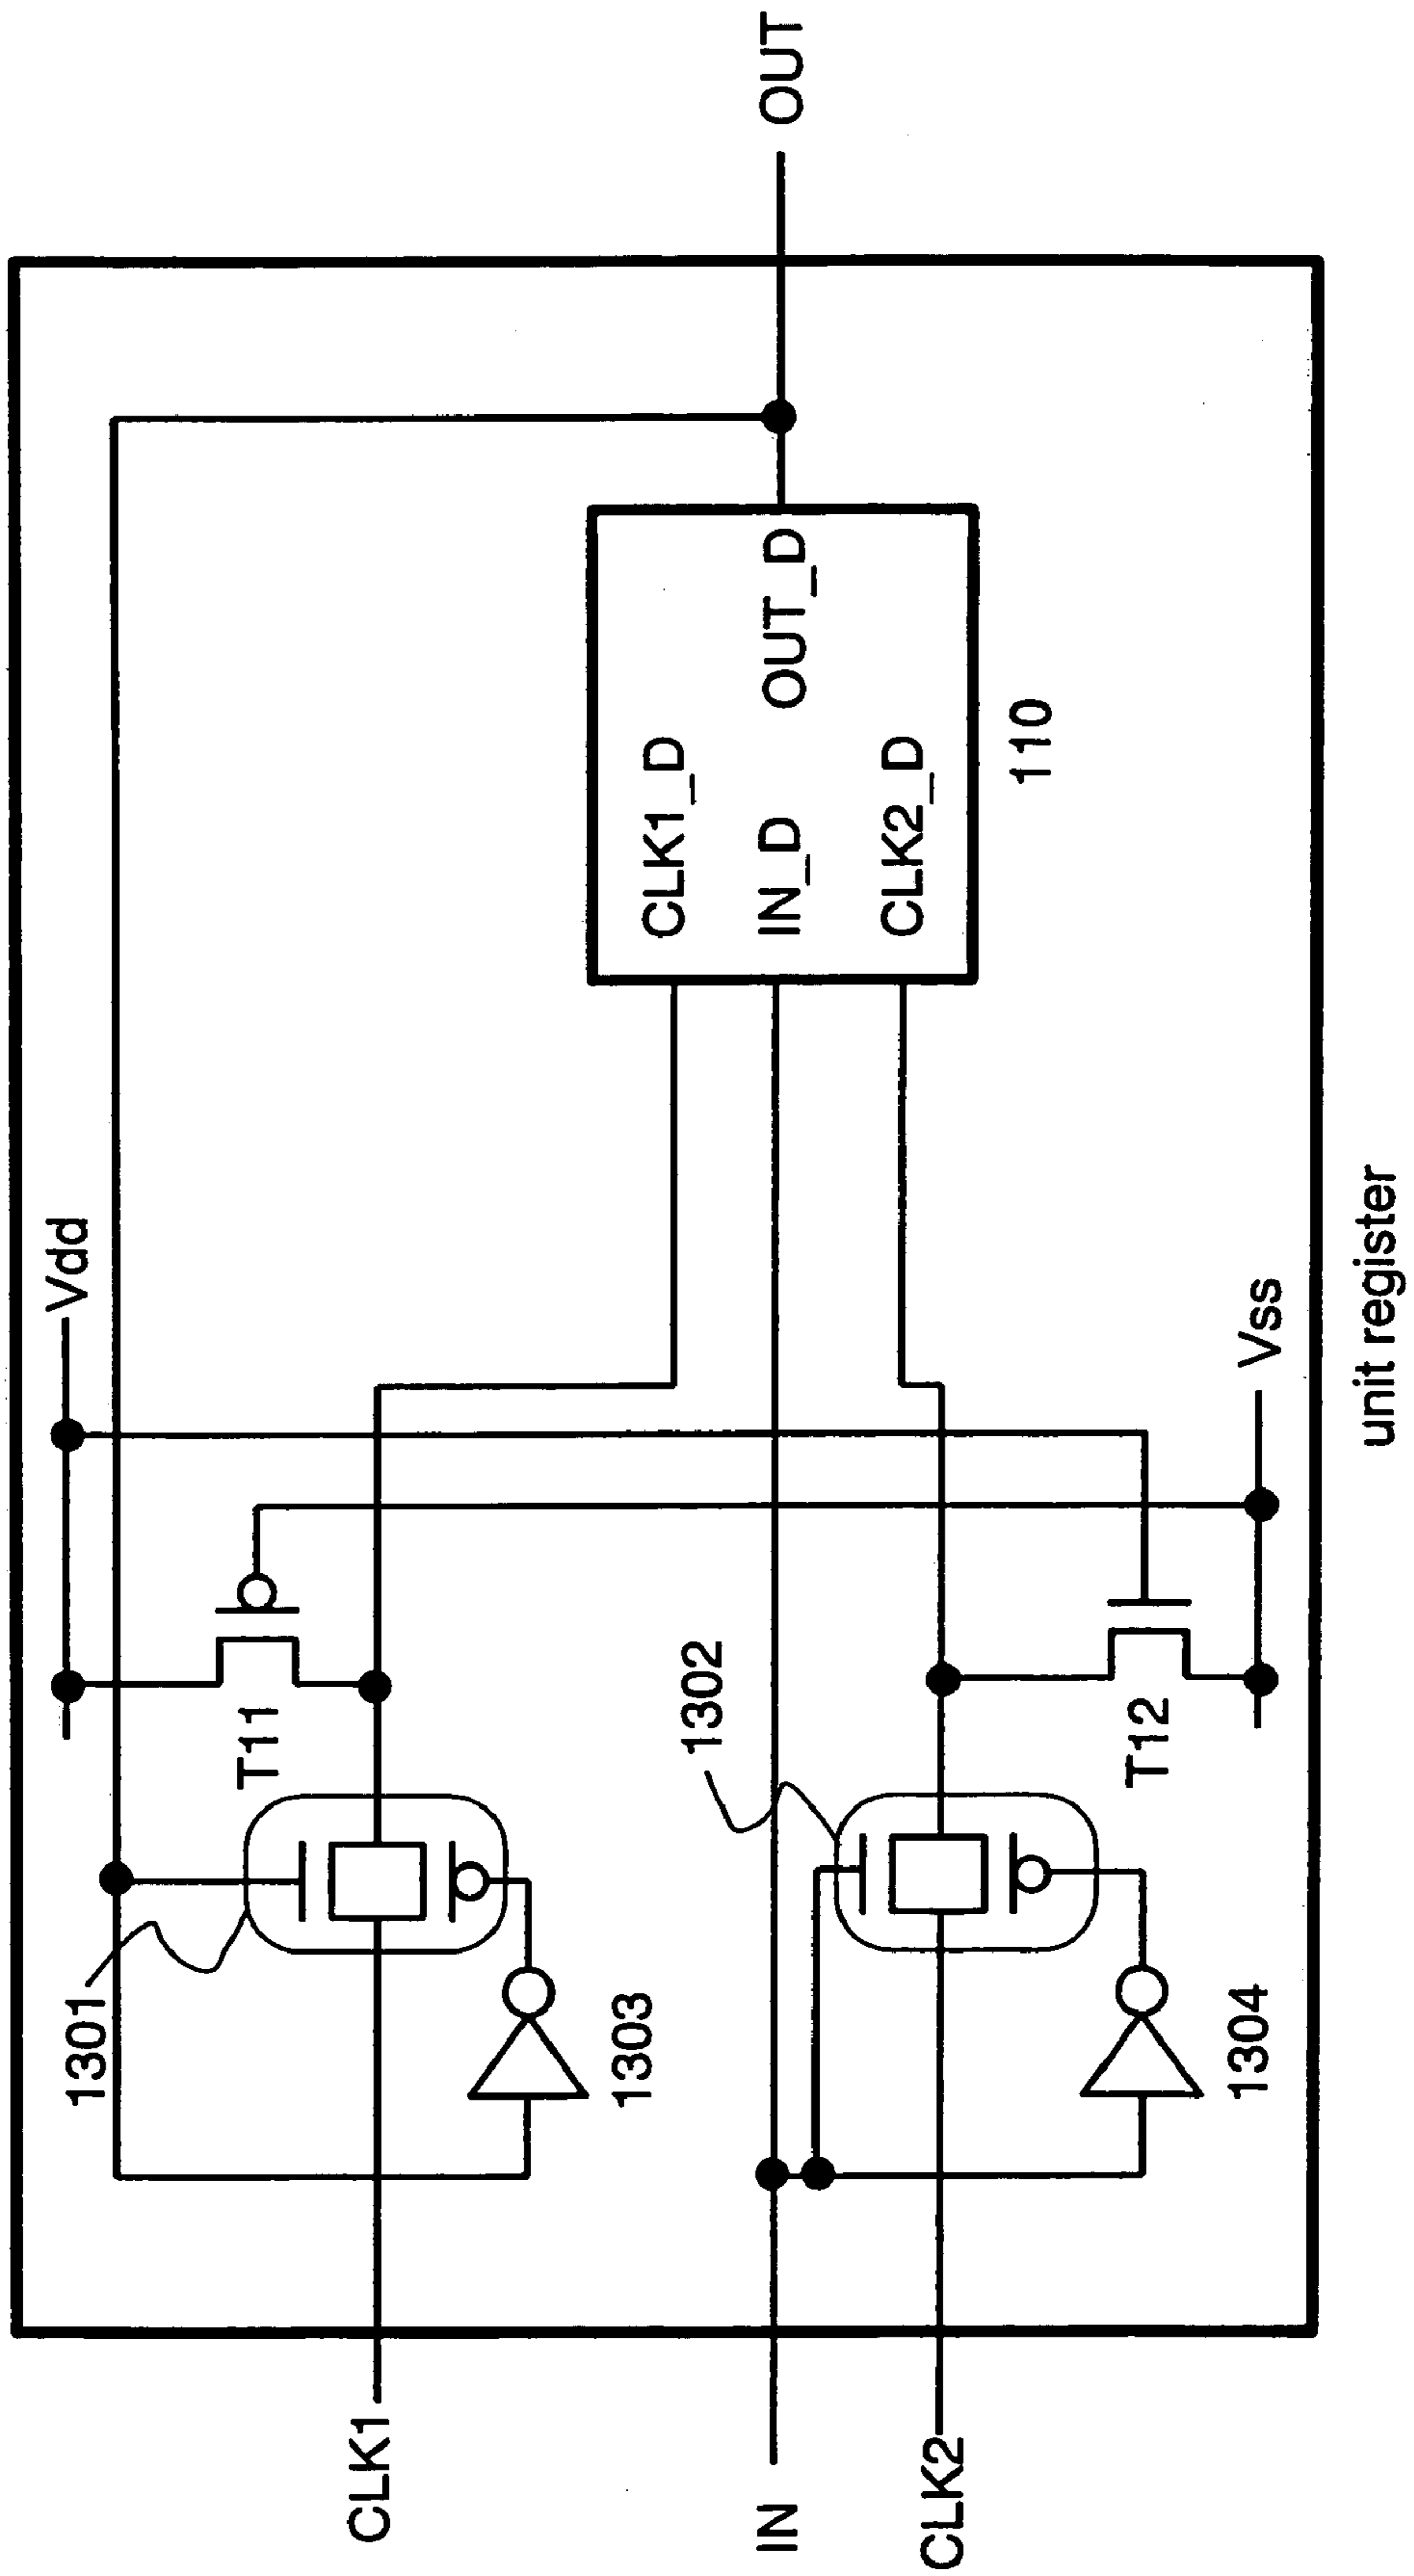 Vdd
T11
1301
1303
CLK1
CLK1_D
IN_D
OUT_D
CLK2_D
110
OUT
IN
1302
CLK2
T12
1304
Vss
unit register